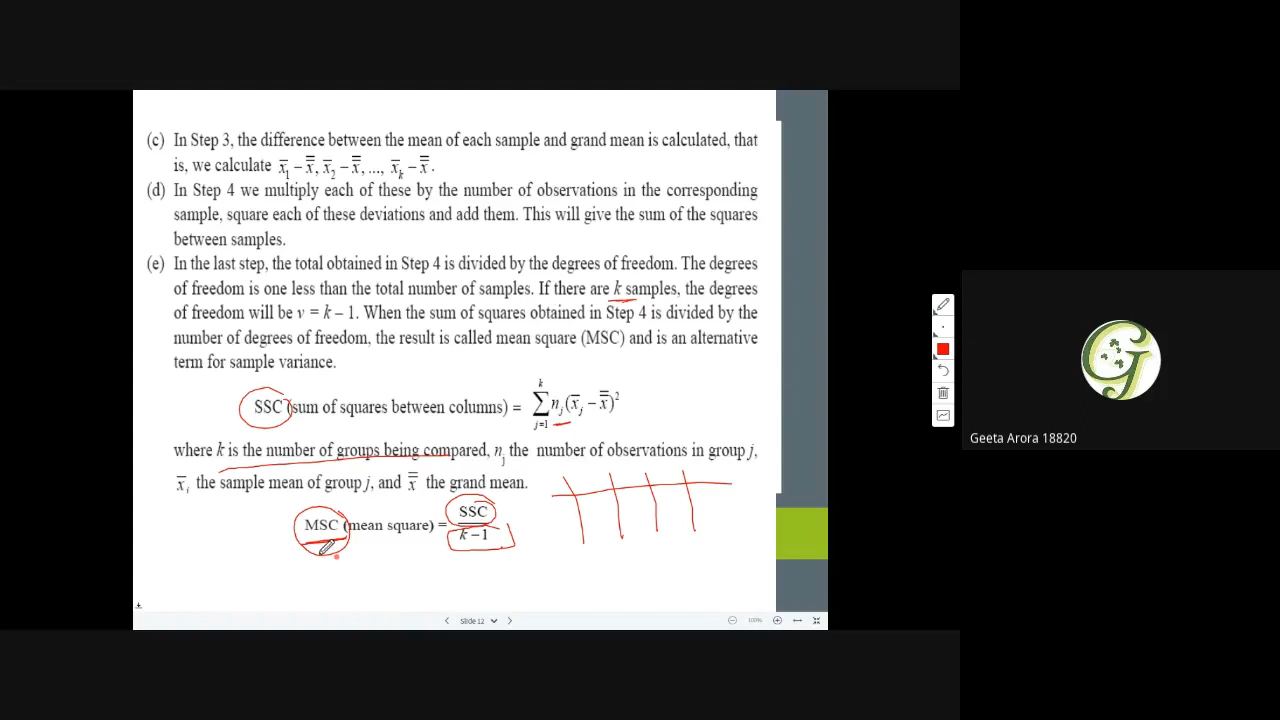 (c) In Step 3, the difference between the mean of each sample and grand mean is calculated, that
is, we calculate x̄₁ − x̿, x̄₂ − x̿, ..., x̄ₖ − x̿.
(d) In Step 4 we multiply each of these by the number of observations in the corresponding
sample, square each of these deviations and add them. This will give the sum of the squares
between samples.
(e) In the last step, the total obtained in Step 4 is divided by the degrees of freedom. The degrees
of freedom is one less than the total number of samples. If there are k samples, the degrees
of freedom will be v = k – 1. When the sum of squares obtained in Step 4 is divided by the
number of degrees of freedom, the result is called mean square (MSC) and is an alternative
term for sample variance.
SSC (sum of squares between columns) = ∑ⱼ₌₁ᵏ nⱼ(x̄ⱼ − x̿)²
where k is the number of groups being compared, nⱼ the number of observations in group j,
x̄ᵢ the sample mean of group j, and x̿ the grand mean.
MSC (mean square) = SSC / k – 1
Slide 12
100%
G
Geeta Arora 18820